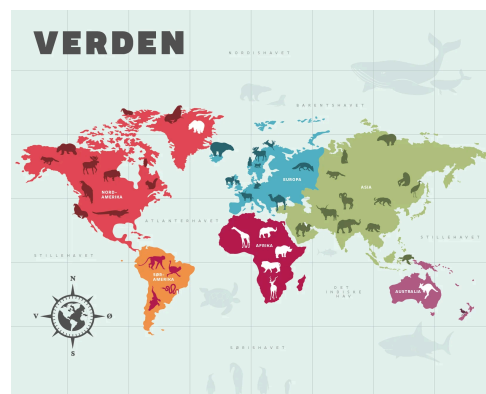 VERDEN
NORDISHAVET
BARENTSHAVET
EUROPA
ASIA
NORD-
AMERIKA
ATLANTERHAVET
STILLEHAVET
STILLEHAVET
AFRIKA
SØR-
AMERIKA
DET
INDISKE
HAV
AUSTRALIA
N
V
Ø
S
SØRISHAVET